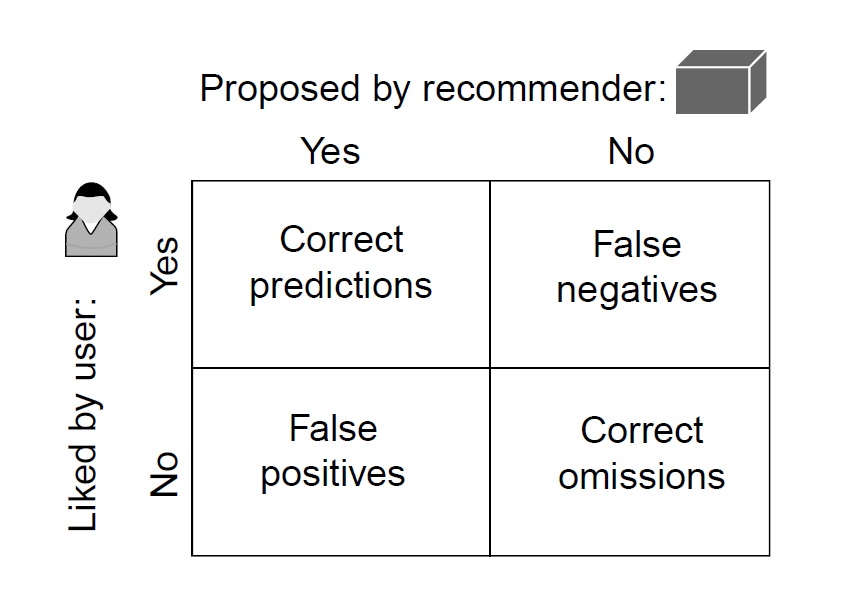 Proposed by recommender:
Yes
No
Liked by user:
Yes
Correct
predictions
False
negatives
No
False
positives
Correct
omissions